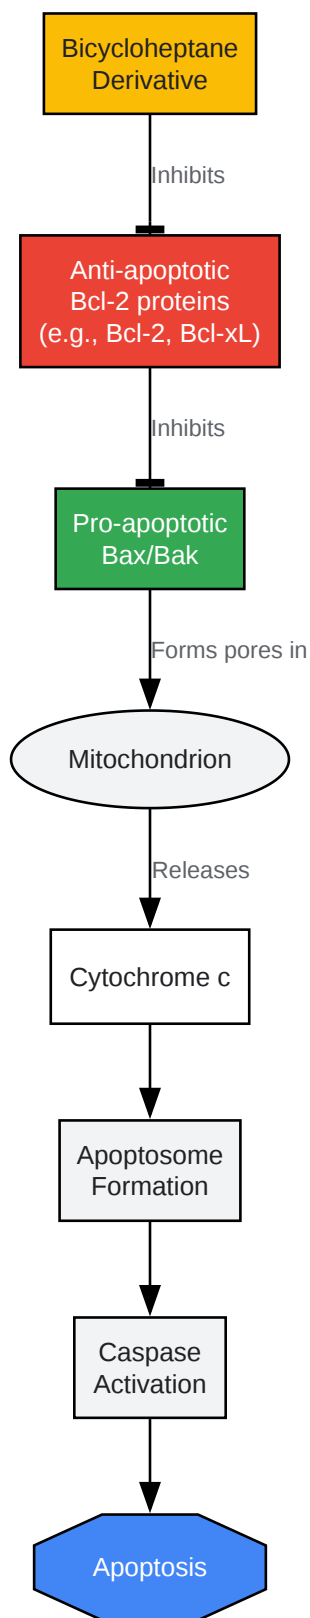 Bicycloheptane
Derivative
Inhibits
Anti-apoptotic
Bcl-2 proteins
(e.g., Bcl-2, Bcl-xL)
Inhibits
Pro-apoptotic
Bax/Bak
Forms pores in
Mitochondrion
Releases
Cytochrome c
Apoptosome
Formation
Caspase
Activation
Apoptosis